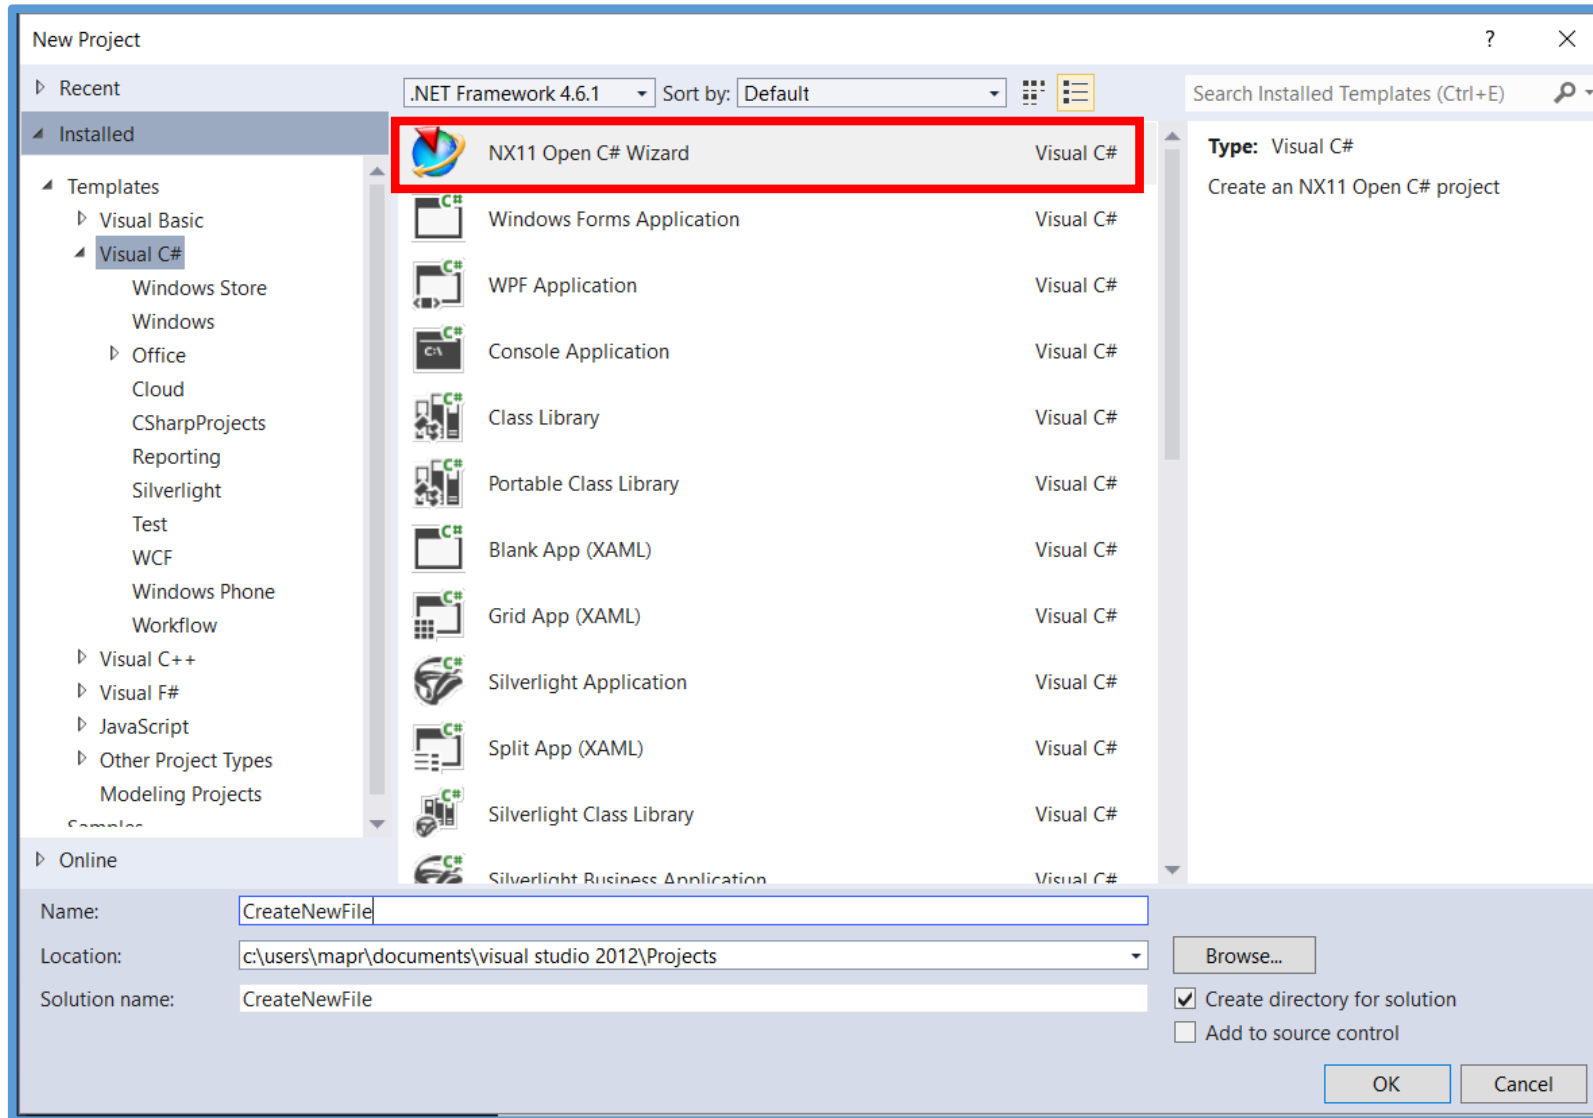 New Project
?
Recent
.NET Framework 4.6.1
Sort by:
Default
Search Installed Templates (Ctrl+E)
Installed
Templates
Visual Basic
Visual C#
Windows Store
Windows
Office
Cloud
CSharpProjects
Reporting
Silverlight
Test
WCF
Windows Phone
Workflow
Visual C++
Visual F#
JavaScript
Other Project Types
Modeling Projects
Samples
Online
NX11 Open C# Wizard Visual C#
Windows Forms Application Visual C#
WPF Application Visual C#
Console Application Visual C#
Class Library Visual C#
Portable Class Library Visual C#
Blank App (XAML) Visual C#
Grid App (XAML) Visual C#
Silverlight Application Visual C#
Split App (XAML) Visual C#
Silverlight Class Library Visual C#
Silverlight Business Application Visual C#
Type: Visual C#
Create an NX11 Open C# project
Name: CreateNewFile
Location: c:\users\mapr\documents\visual studio 2012\Projects
Browse...
Solution name: CreateNewFile
Create directory for solution
Add to source control
OK
Cancel